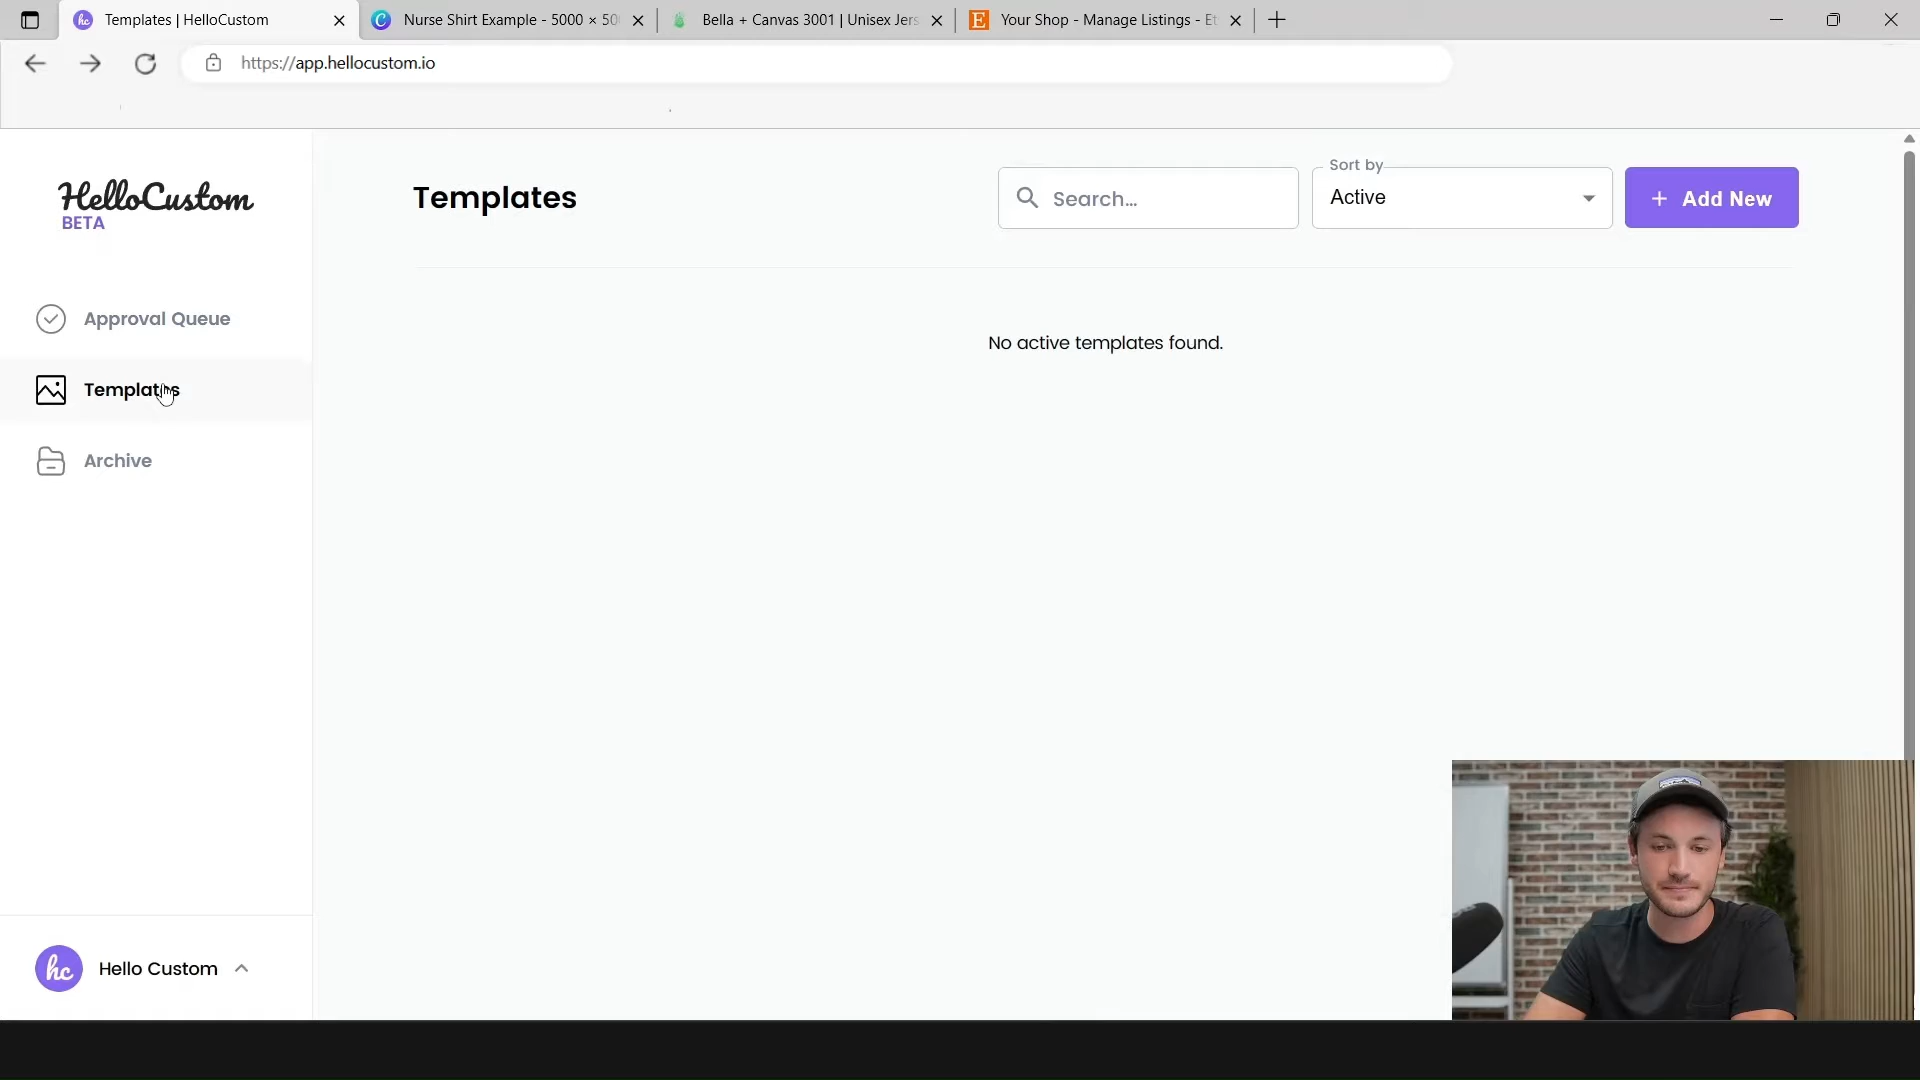 Templates | HelloCustom
Nurse Shirt Example - 5000 × 50
Bella + Canvas 3001 | Unisex Jers
Your Shop - Manage Listings - Et
https://app.hellocustom.io
HelloCustom
BETA
Approval Queue
Templates
Archive
hc Hello Custom
Templates
Search...
Sort by
Active
+ Add New
No active templates found.